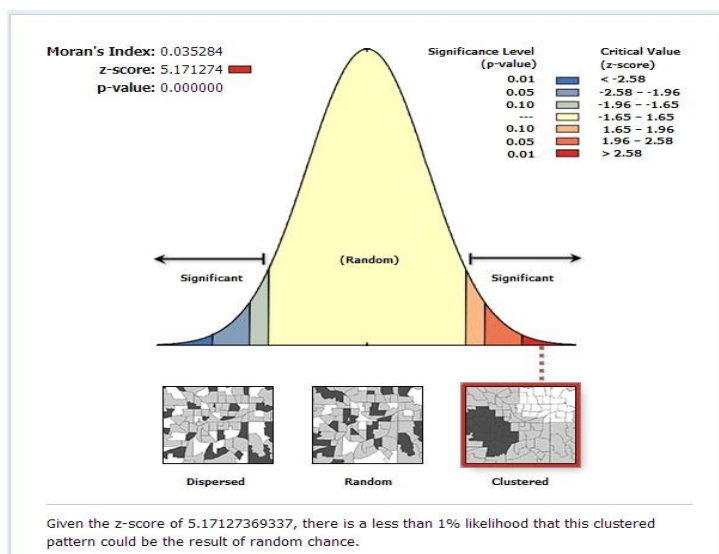 Moran's Index: 0.035284
z-score: 5.171274
p-value: 0.000000
Significance Level
(p-value)
Critical Value
(z-score)
0.01 < -2.58
0.05 -2.58 - -1.96
0.10 -1.96 - -1.65
--- -1.65 - 1.65
0.10 1.65 - 1.96
0.05 1.96 - 2.58
0.01 > 2.58
(Random)
Significant
Significant
Dispersed
Random
Clustered
Given the z-score of 5.17127369337, there is a less than 1% likelihood that this clustered
pattern could be the result of random chance.